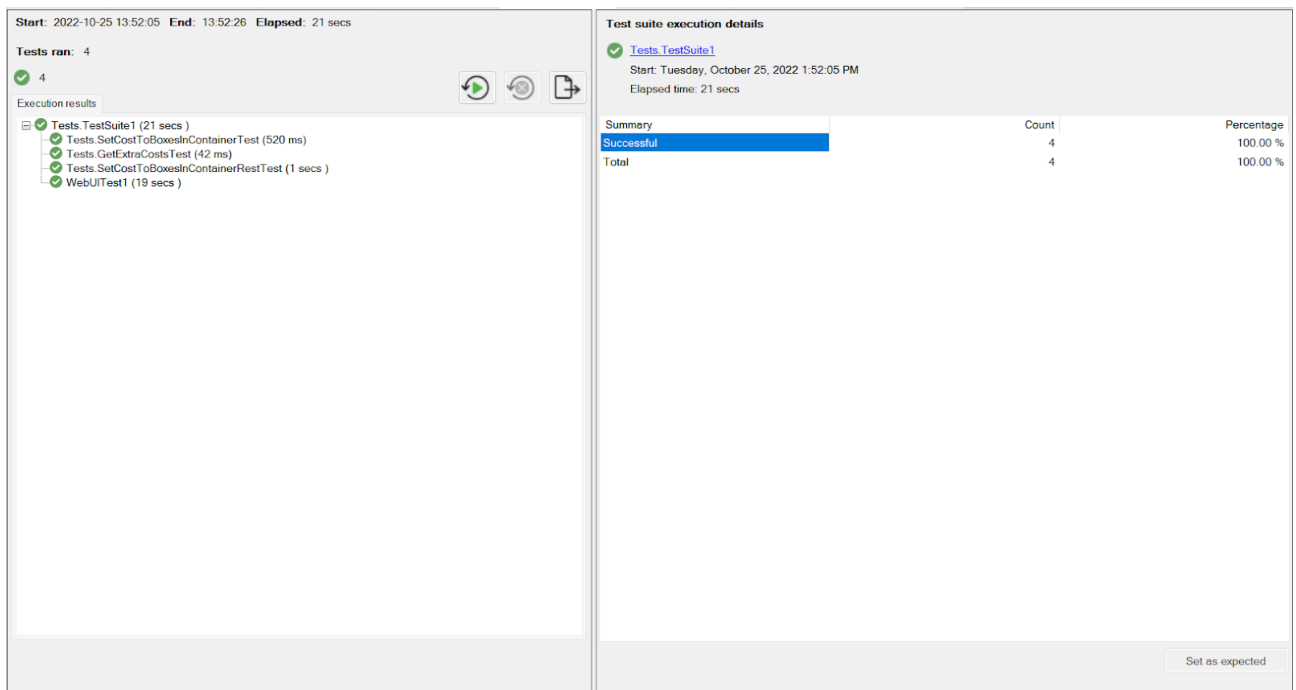 Start: 2022-10-25 13:52:05 End: 13:52:26 Elapsed: 21 secs
Tests ran: 4
4
Execution results
Tests.TestSuite1 (21 secs )
Tests.SetCostToBoxesInContainerTest (520 ms)
Tests.GetExtraCostsTest (42 ms)
Tests.SetCostToBoxesInContainerRestTest (1 secs )
WebUITest1 (19 secs )
Test suite execution details
Tests.TestSuite1
Start: Tuesday, October 25, 2022 1:52:05 PM
Elapsed time: 21 secs
Summary Count Percentage
Successful 4 100.00 %
Total 4 100.00 %
Set as expected